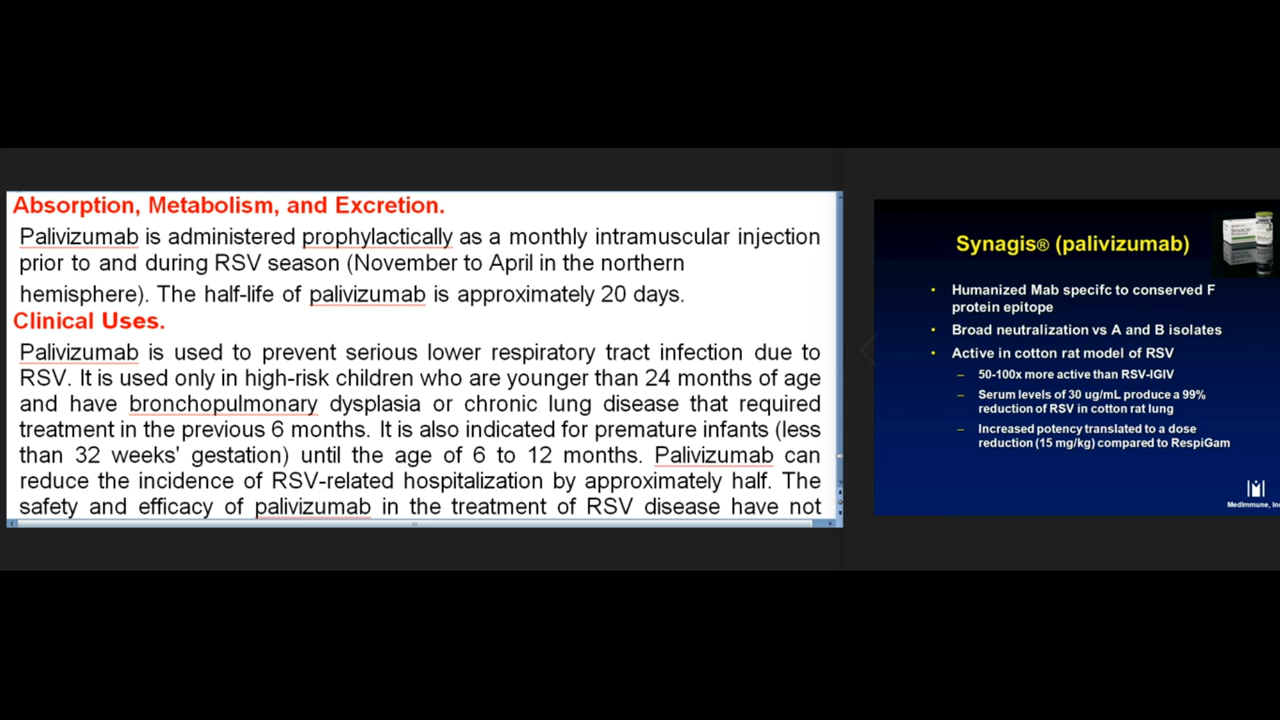 Absorption, Metabolism, and Excretion.
Palivizumab is administered prophylactically as a monthly intramuscular injection
prior to and during RSV season (November to April in the northern
hemisphere). The half-life of palivizumab is approximately 20 days.
Clinical Uses.
Palivizumab is used to prevent serious lower respiratory tract infection due to
RSV. It is used only in high-risk children who are younger than 24 months of age
and have bronchopulmonary dysplasia or chronic lung disease that required
treatment in the previous 6 months. It is also indicated for premature infants (less
than 32 weeks' gestation) until the age of 6 to 12 months. Palivizumab can
reduce the incidence of RSV-related hospitalization by approximately half. The
safety and efficacy of palivizumab in the treatment of RSV disease have not
Synagis® (palivizumab)
• Humanized Mab specifc to conserved F
protein epitope
• Broad neutralization vs A and B isolates
• Active in cotton rat model of RSV
– 50-100x more active than RSV-IGIV
– Serum levels of 30 ug/mL produce a 99%
reduction of RSV in cotton rat lung
– Increased potency translated to a dose
reduction (15 mg/kg) compared to RespiGam
MedImmune, Inc